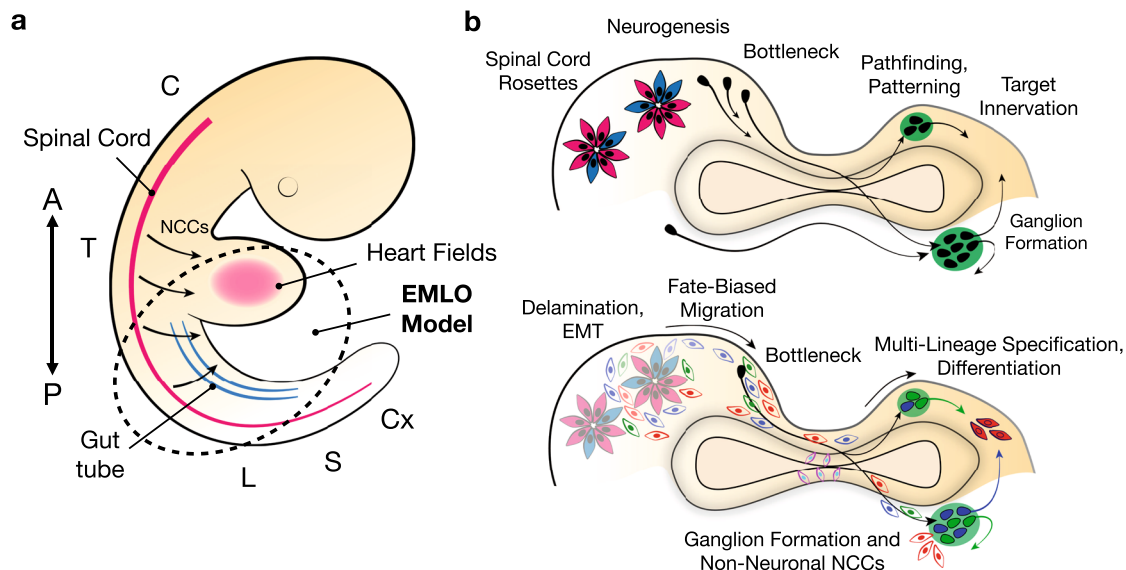 a
C
Spinal Cord
A
NCCs
T
Heart Fields
EMLO
Model
P
Gut
tube
Cx
S
L
b
Neurogenesis
Bottleneck
Spinal Cord
Rosettes
Pathfinding,
Patterning
Target
Innervation
Ganglion
Formation
Delamination,
EMT
Fate-Biased
Migration
Bottleneck
Multi-Lineage Specification,
Differentiation
Ganglion Formation and
Non-Neuronal NCCs